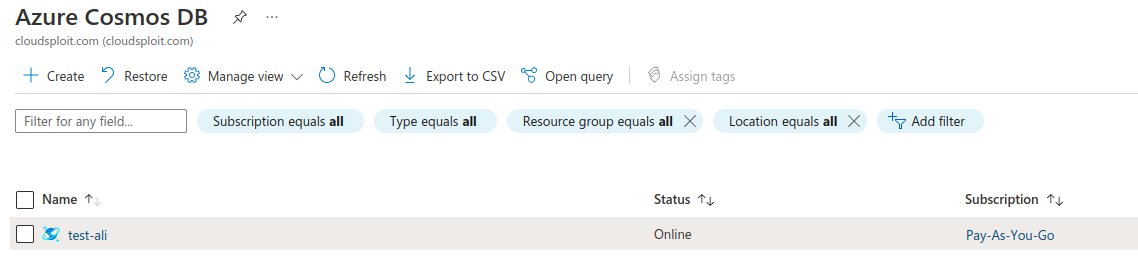 Azure Cosmos DB
cloudsploit.com (cloudsploit.com)
Create Restore Manage view Refresh Export to CSV Open query Assign tags
Filter for any field... Subscription equals all Type equals all Resource group equals all Location equals all Add filter
Name Status Subscription
test-ali Online Pay-As-You-Go